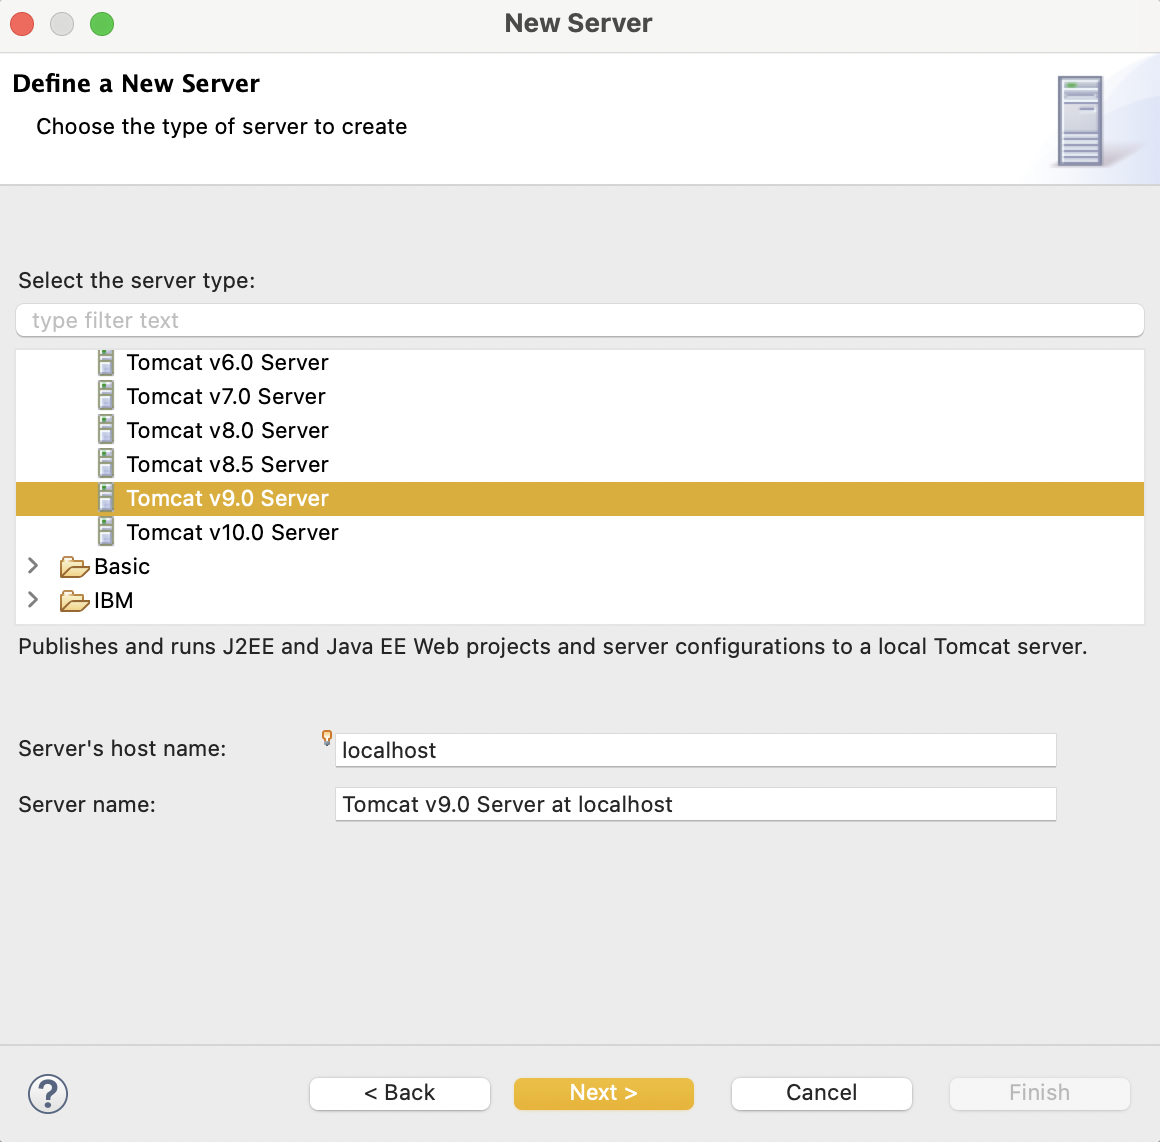 New Server
Define a New Server
Choose the type of server to create
Select the server type:
type filter text
Tomcat v6.0 Server
Tomcat v7.0 Server
Tomcat v8.0 Server
Tomcat v8.5 Server
Tomcat v9.0 Server
Tomcat v10.0 Server
Basic
IBM
Publishes and runs J2EE and Java EE Web projects and server configurations to a local Tomcat server.
Server's host name: localhost
Server name: Tomcat v9.0 Server at localhost
? < Back Next > Cancel Finish